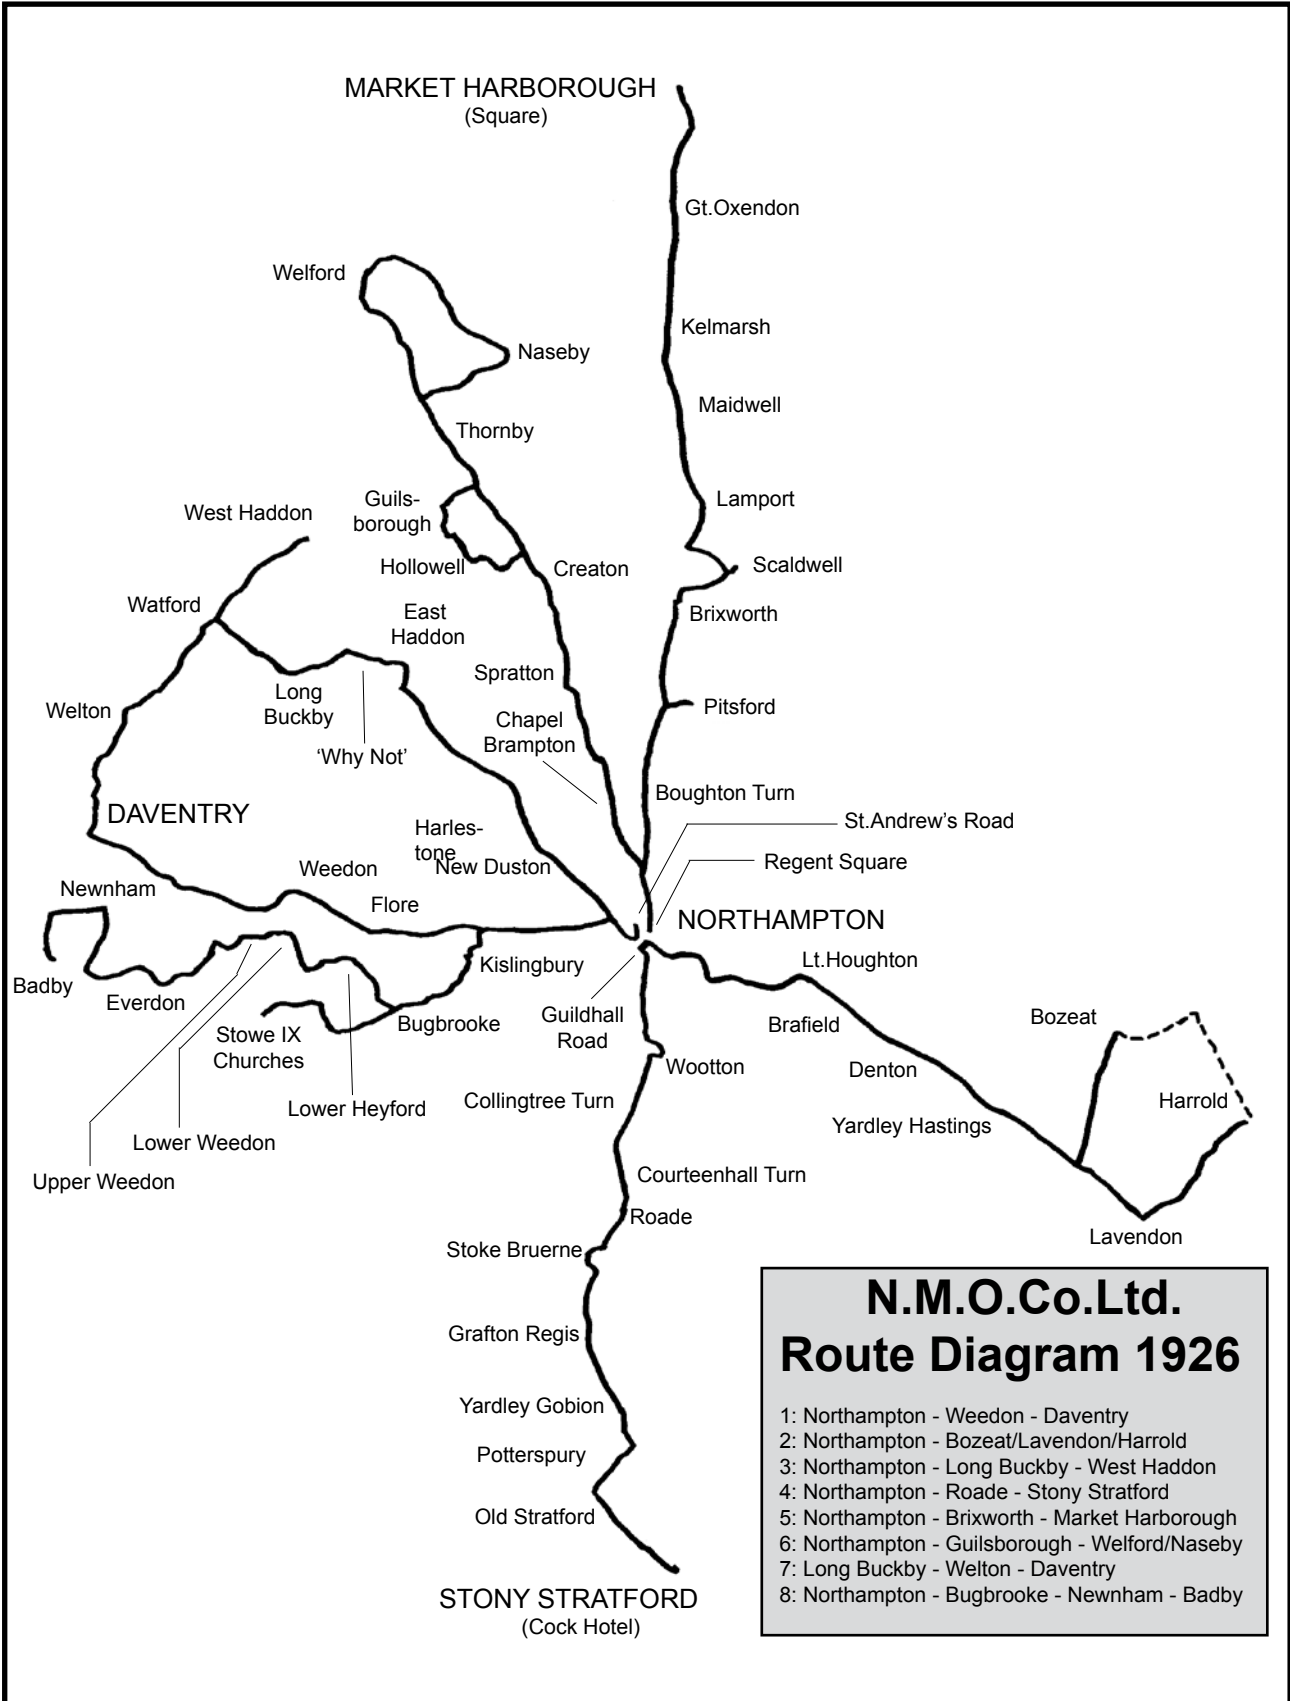 MARKET HARBOROUGH
(Square)
Gt.Oxendon
Welford
Kelmarsh
Naseby
Maidwell
Thornby
Guils-
borough
Lamport
West Haddon
Hollowell
Creaton
Scaldwell
Watford
East
Haddon
Brixworth
Spratton
Long
Buckby
Welton
Pitsford
Chapel
Brampton
'Why Not'
Boughton Turn
DAVENTRY
St.Andrew's Road
Harles-
tone
New Duston
Weedon
Regent Square
Newnham
Flore
NORTHAMPTON
Kislingbury
Lt.Houghton
Badby
Everdon
Stowe IX
Churches
Bugbrooke
Guildhall
Road
Brafield
Bozeat
Wootton
Denton
Lower Heyford
Collingtree Turn
Harrold
Yardley Hastings
Lower Weedon
Upper Weedon
Courteenhall Turn
Roade
Lavendon
Stoke Bruerne
Grafton Regis
Yardley Gobion
Potterspury
Old Stratford
STONY STRATFORD
(Cock Hotel)
N.M.O.Co.Ltd.
Route Diagram 1926
1: Northampton - Weedon - Daventry
2: Northampton - Bozeat/Lavendon/Harrold
3: Northampton - Long Buckby - West Haddon
4: Northampton - Roade - Stony Stratford
5: Northampton - Brixworth - Market Harborough
6: Northampton - Guilsborough - Welford/Naseby
7: Long Buckby - Welton - Daventry
8: Northampton - Bugbrooke - Newnham - Badby